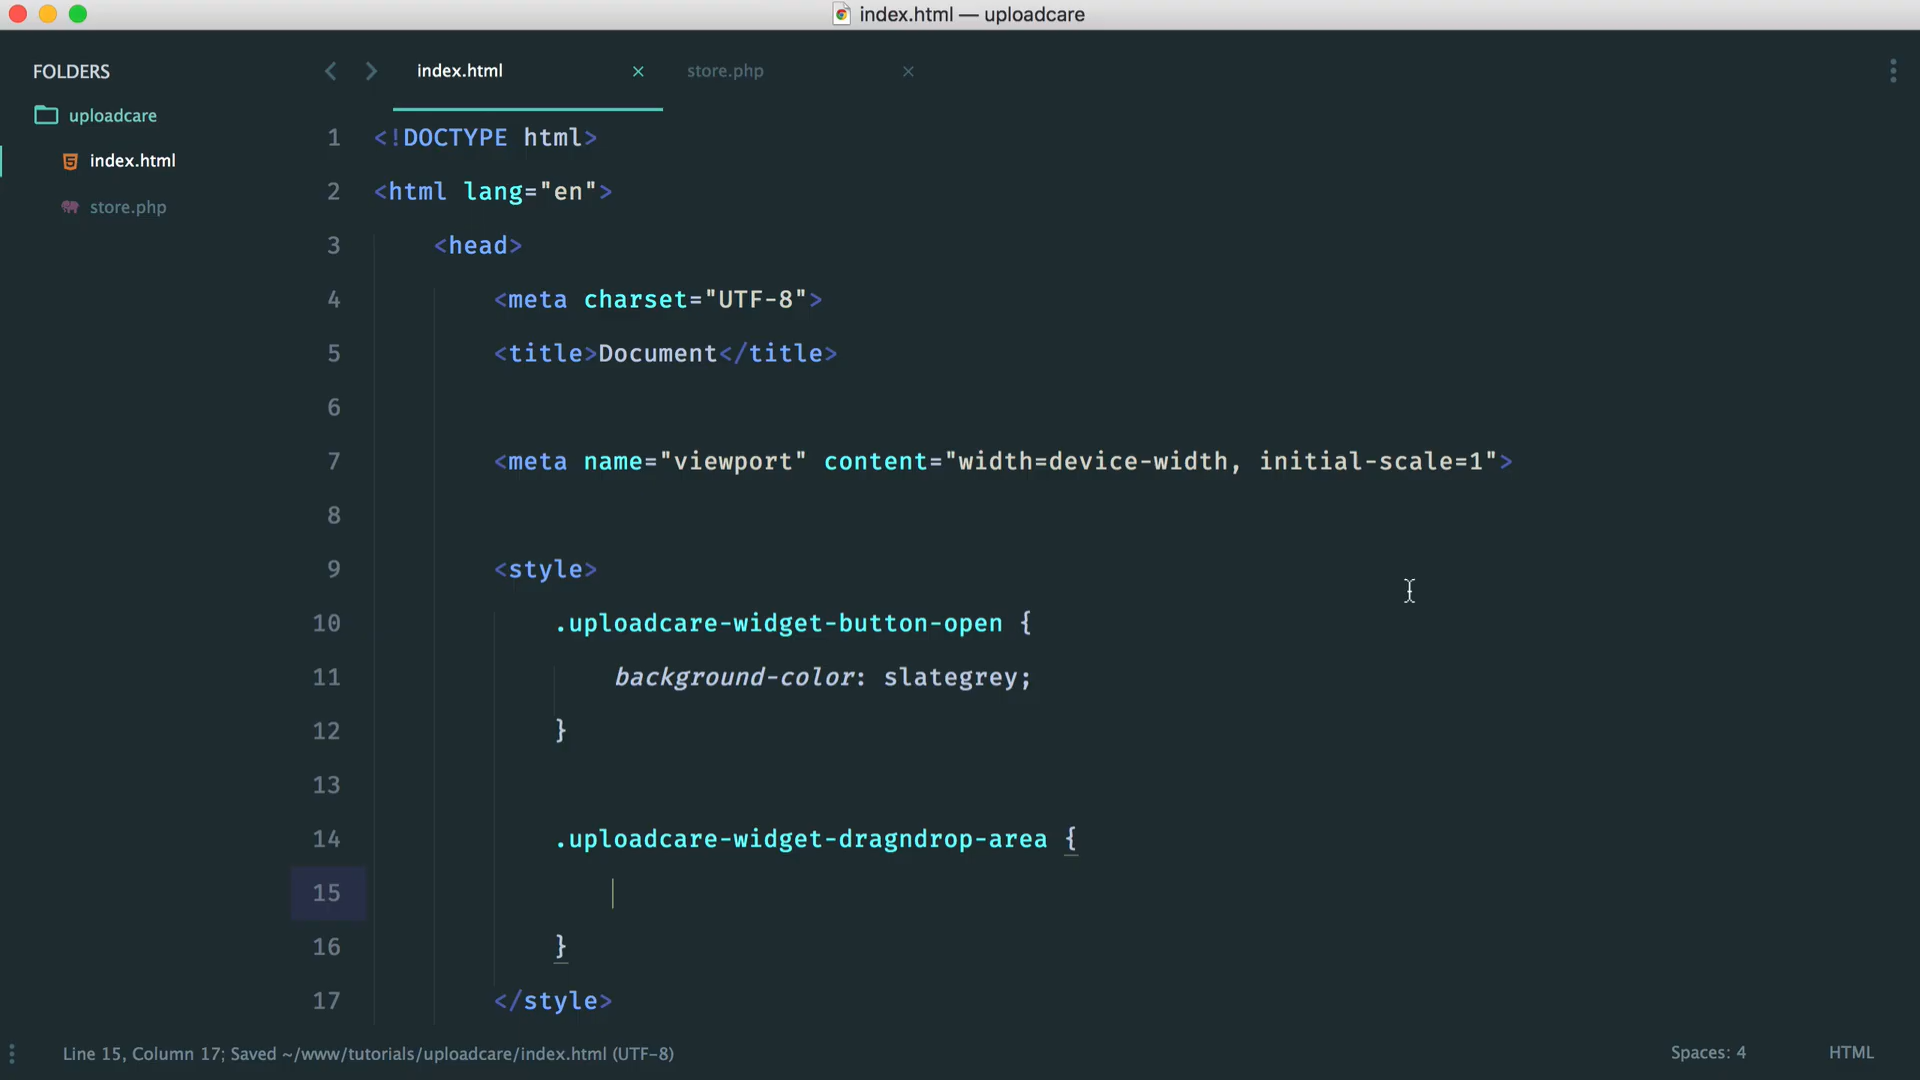 index.html — uploadcare
FOLDERS
uploadcare
index.html
store.php
index.html
store.php
1 <!DOCTYPE html>
2 <html lang="en">
3 <head>
4 <meta charset="UTF-8">
5 <title>Document</title>
6
7 <meta name="viewport" content="width=device-width, initial-scale=1">
8
9 <style>
10 .uploadcare-widget-button-open {
11 background-color: slategrey;
12 }
13
14 .uploadcare-widget-dragndrop-area {
15
16 }
17 </style>
Line 15, Column 17; Saved ~/www/tutorials/uploadcare/index.html (UTF-8)
Spaces: 4
HTML